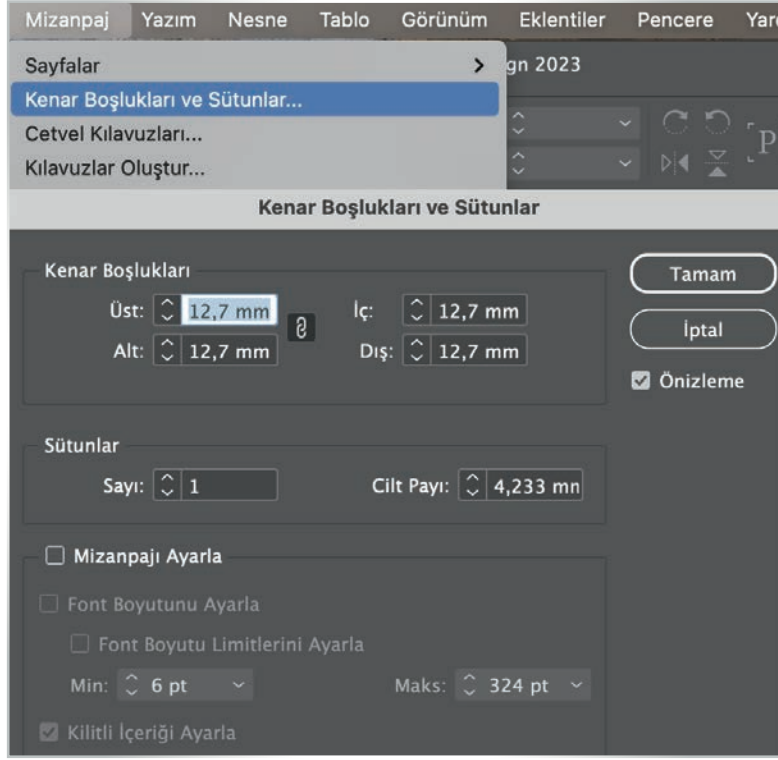 Mizanpaj Yazım Nesne Tablo Görünüm Eklentiler Pencere
Sayfalar gn 2023
Kenar Boşlukları ve Sütunlar...
Cetvel Kılavuzları...
Kılavuzlar Oluştur...
P
Kenar Boşlukları ve Sütunlar
Kenar Boşlukları
Tamam
Üst: 12,7 mm İç: 12,7 mm
İptal
Alt: 12,7 mm Dış: 12,7 mm
Önizleme
Sütunlar
Sayı: 1 Cilt Payı: 4,233 mm
Mizanpajı Ayarla
Font Boyutunu Ayarla
Font Boyutu Limitlerini Ayarla
Min: 6 pt Maks: 324 pt
Kilitli İçeriği Ayarla